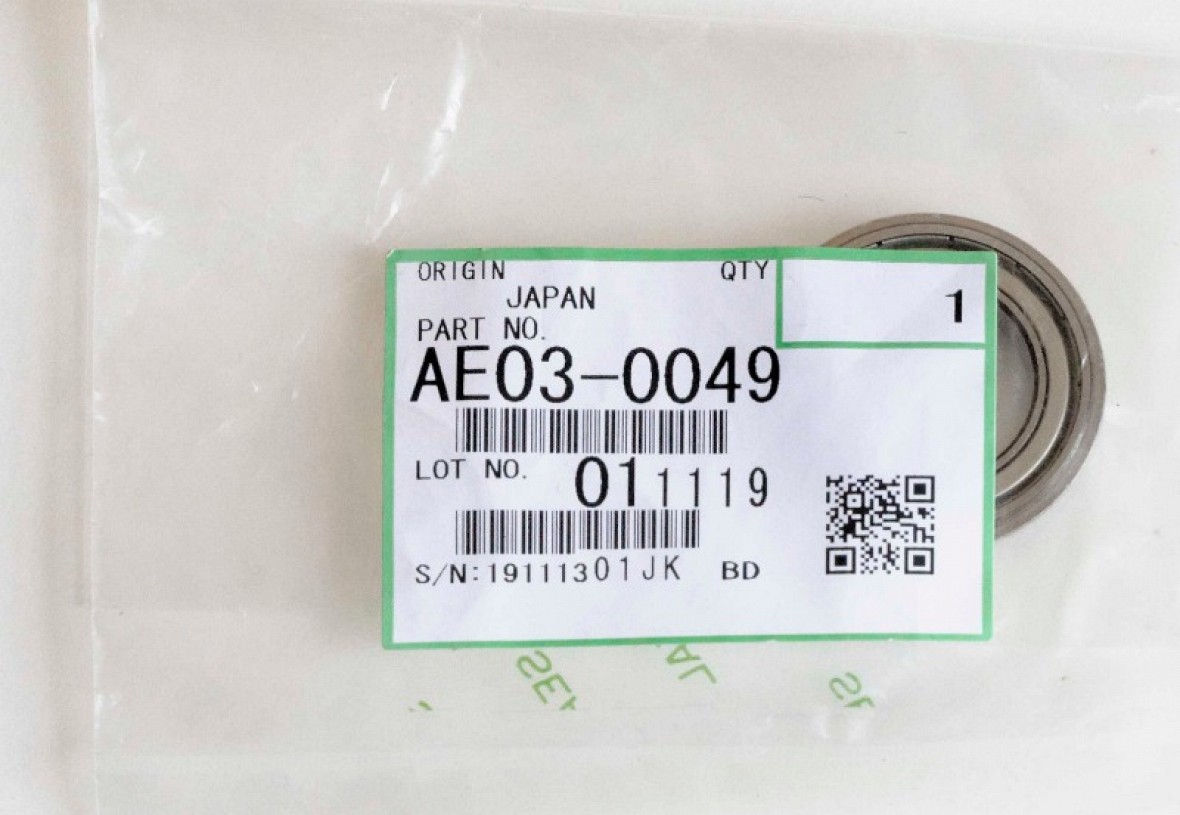 ORIGIN QTY
JAPAN 1
PART NO.
AE03-0049
LOT NO. 011119
S/N:19111301JK BD